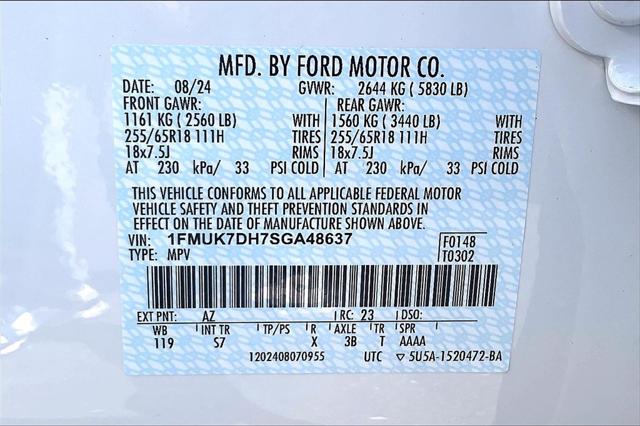 MFD. BY FORD MOTOR CO.
DATE: 08/24 GVWR: 2644 KG ( 5830 LB)
FRONT GAWR: REAR GAWR:
1161 KG ( 2560 LB) WITH 1560 KG ( 3440 LB) WITH
255/65R18 111H TIRES 255/65R18 111H TIRES
18x7.5J RIMS 18x7.5J RIMS
AT 230 kPa/ 33 PSI COLD AT 230 kPa/ 33 PSI COLD
THIS VEHICLE CONFORMS TO ALL APPLICABLE FEDERAL MOTOR
VEHICLE SAFETY AND THEFT PREVENTION STANDARDS IN
EFFECT ON THE DATE OF MANUFACTURE SHOWN ABOVE.
VIN: 1FMUK7DH7SGA48637 F0148
TYPE: MPV T0302
EXT PNT: AZ RC: 23 DSO:
WB INT TR TP/PS R AXLE TR SPR
119 S7 X 3B T AAAA
1202408070955 UTC 5U5A-1520472-BA